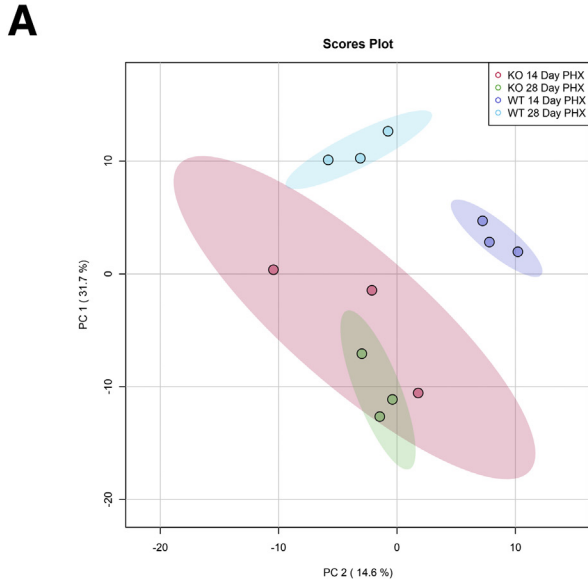 A
Scores Plot
KO 14 Day PHX
KO 28 Day PHX
WT 14 Day PHX
WT 28 Day PHX
10
0
-10
-20
PC 1 ( 31.7 %)
-20
-10
0
10
PC 2 ( 14.6 %)